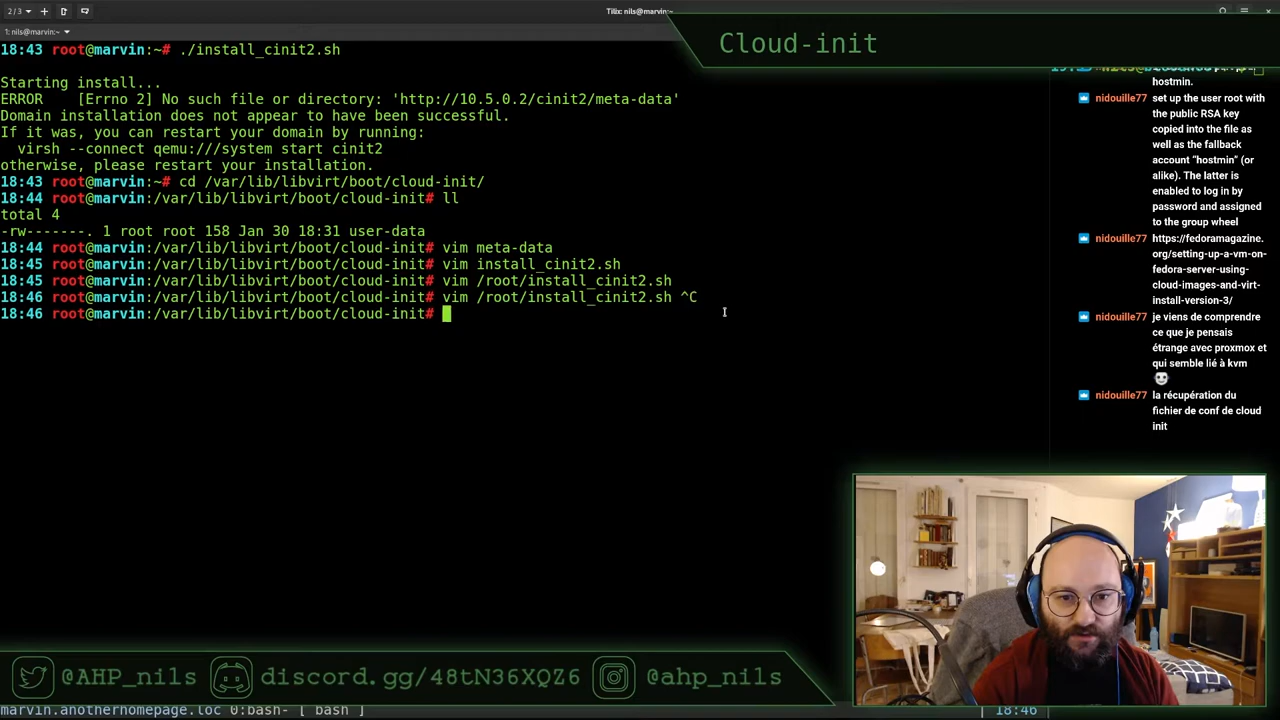 2/3
Tilix: nils@marvin:~
1: nils@marvin:~
18:43 root@marvin:~# ./install_cinit2.sh
Starting install...
ERROR    [Errno 2] No such file or directory: 'http://10.5.0.2/cinit2/meta-data'
Domain installation does not appear to have been successful.
If it was, you can restart your domain by running:
  virsh --connect qemu:///system start cinit2
otherwise, please restart your installation.
18:43 root@marvin:~# cd /var/lib/libvirt/boot/cloud-init/
18:44 root@marvin:/var/lib/libvirt/boot/cloud-init# ll
total 4
-rw-------. 1 root root 158 Jan 30 18:31 user-data
18:44 root@marvin:/var/lib/libvirt/boot/cloud-init# vim meta-data
18:45 root@marvin:/var/lib/libvirt/boot/cloud-init# vim install_cinit2.sh
18:45 root@marvin:/var/lib/libvirt/boot/cloud-init# vim /root/install_cinit2.sh
18:46 root@marvin:/var/lib/libvirt/boot/cloud-init# vim /root/install_cinit2.sh ^C
18:46 root@marvin:/var/lib/libvirt/boot/cloud-init#
Cloud-init
hostmin.
nidouille77 set up the user root with
the public RSA key
copied into the file as
well as the fallback
account “hostmin” (or
alike). The latter is
enabled to log in by
password and assigned
to the group wheel
nidouille77 https://fedoramagazine.
org/setting-up-a-vm-on-
fedora-server-using-
cloud-images-and-virt-
install-version-3/
nidouille77 je viens de comprendre
ce que je pensais
étrange avec proxmox et
qui semble lié à kvm
nidouille77 la récupération du
fichier de conf de cloud
init
@AHP_nils discord.gg/48tN36XQZ6 @ahp_nils
marvin.anotherhomepage.loc 0:bash- [ bash ]
18:46